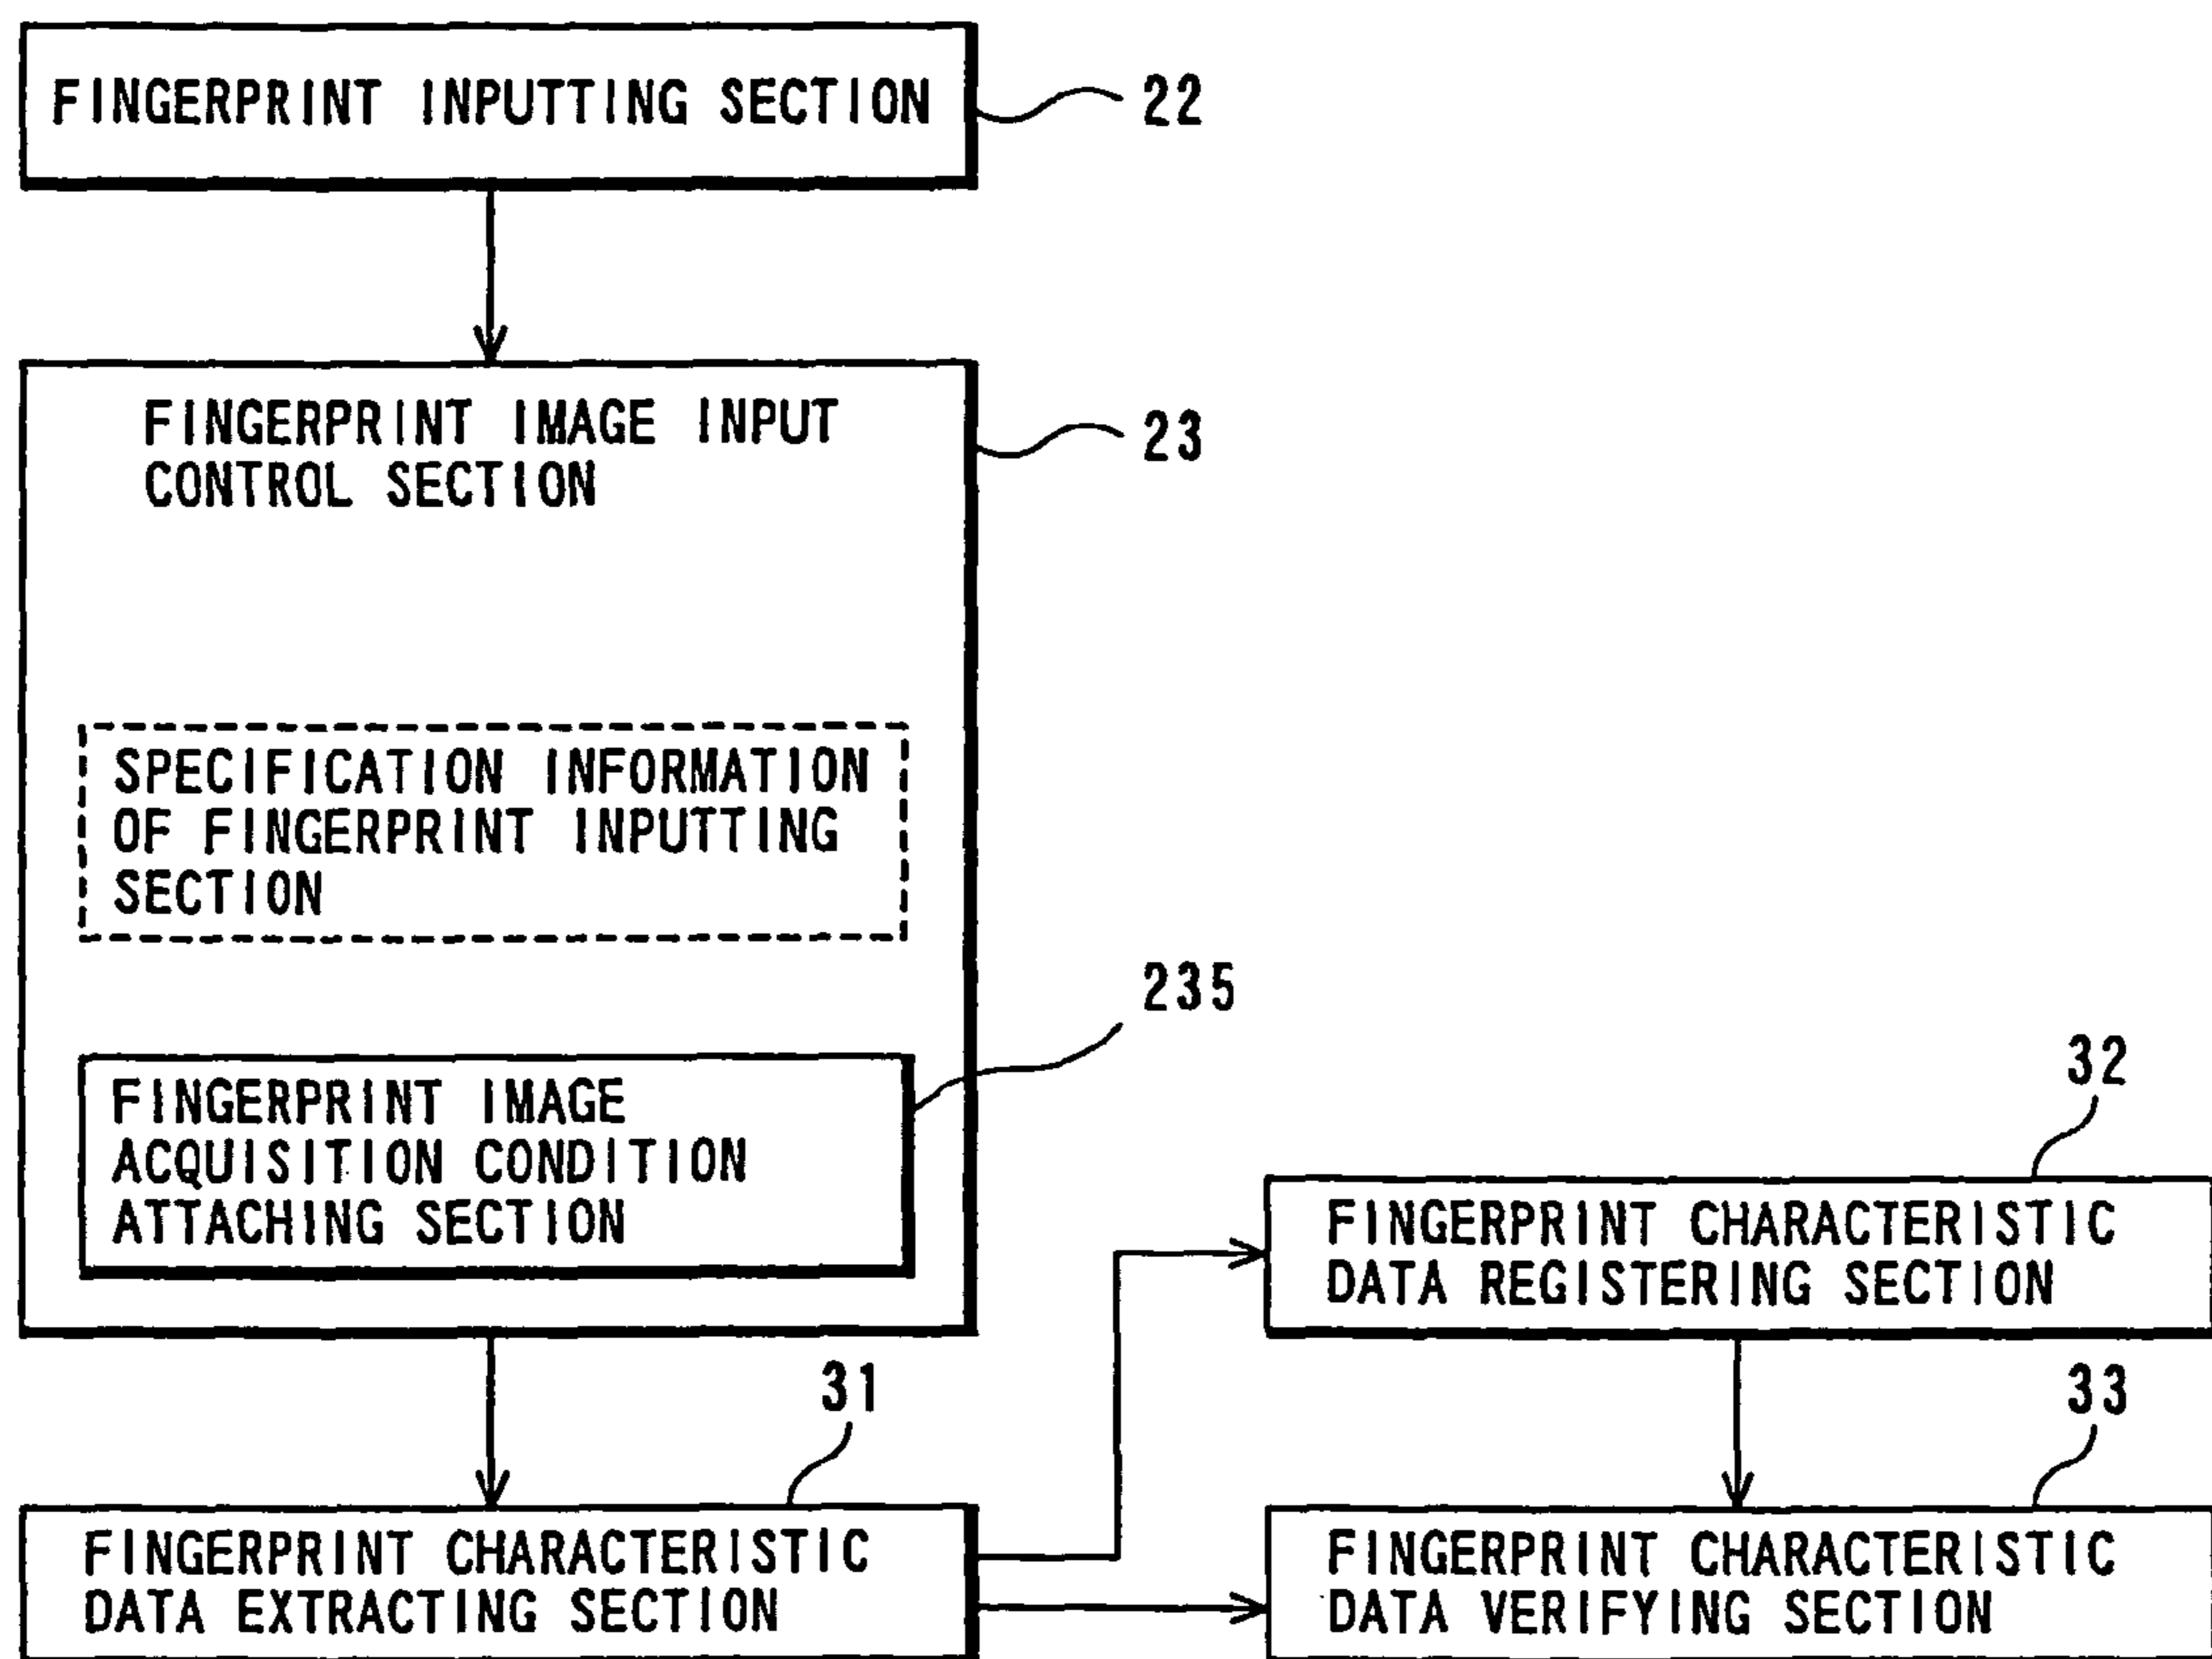 FINGERPRINT INPUTTING SECTION
22
FINGERPRINT IMAGE INPUT
CONTROL SECTION
23
SPECIFICATION INFORMATION
OF FINGERPRINT INPUTTING
SECTION
235
FINGERPRINT IMAGE
ACQUISITION CONDITION
ATTACHING SECTION
32
FINGERPRINT CHARACTERISTIC
DATA REGISTERING SECTION
31
FINGERPRINT CHARACTERISTIC
DATA EXTRACTING SECTION
33
FINGERPRINT CHARACTERISTIC
DATA VERIFYING SECTION